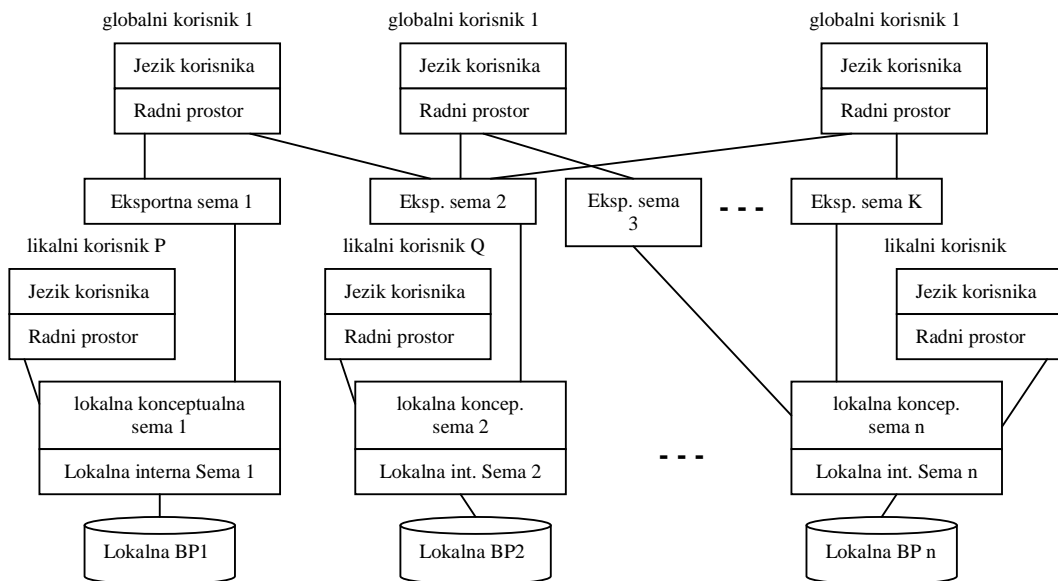 globalni korisnik 1
globalni korisnik 1
globalni korisnik 1
Jezik korisnika
Jezik korisnika
Jezik korisnika
Radni prostor
Radni prostor
Radni prostor
Eksportna sema 1
Eksp. sema 2
Eksp. sema
3
- - -
Eksp. sema K
likalni korisnik P
likalni korisnik Q
likalni korisnik
Jezik korisnika
Jezik korisnika
Jezik korisnika
Radni prostor
Radni prostor
Radni prostor
lokalna konceptualna
sema 1
lokalna koncep.
sema 2
lokalna koncep.
sema n
- - -
Lokalna interna Sema 1
Lokalna int. Sema 2
Lokalna int. Sema n
Lokalna BP1
Lokalna BP2
Lokalna BP n